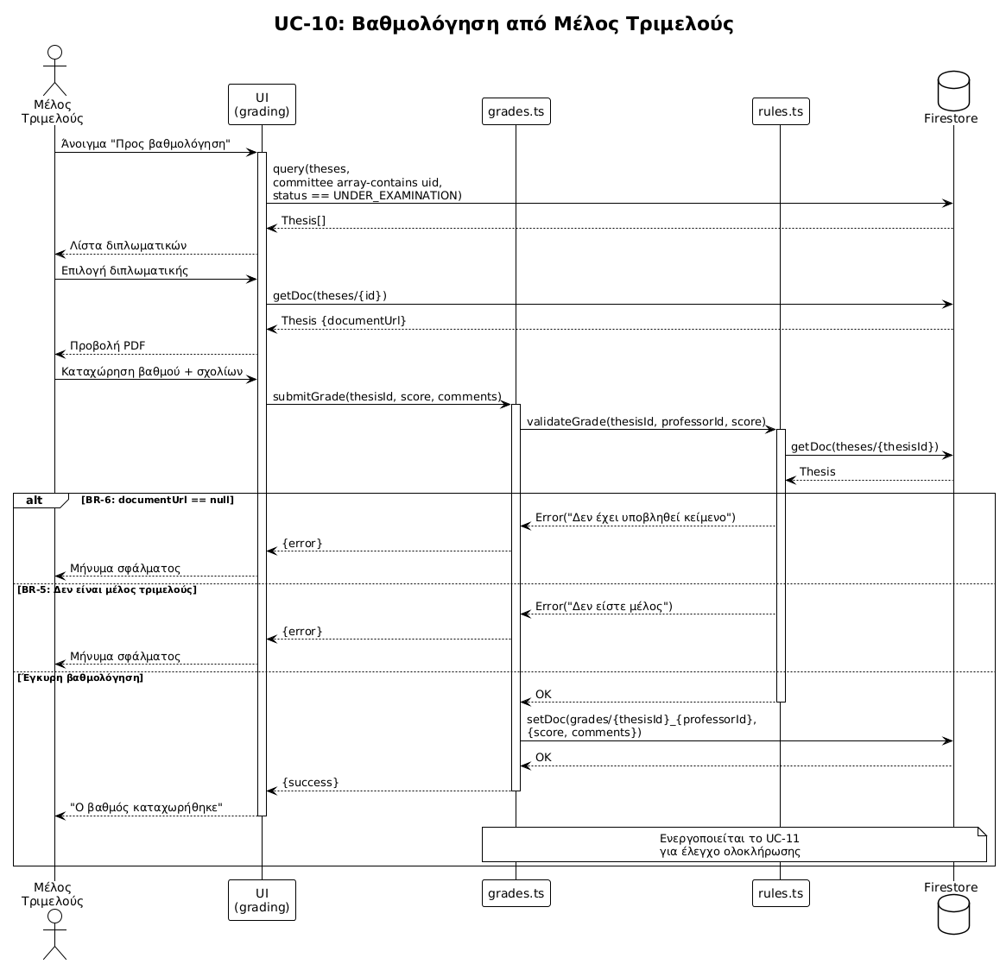 UC-10: Βαθμολόγηση από Μέλος Τριμελούς
Μέλος
Τριμελούς
UI
(grading)
grades.ts
rules.ts
Firestore
Άνοιγμα "Προς βαθμολόγηση"
query(theses,
committee array-contains uid,
status == UNDER_EXAMINATION)
Thesis[]
Λίστα διπλωματικών
Επιλογή διπλωματικής
getDoc(theses/{id})
Thesis {documentUrl}
Προβολή PDF
Καταχώρηση βαθμού + σχολίων
submitGrade(thesisId, score, comments)
validateGrade(thesisId, professorId, score)
getDoc(theses/{thesisId})
Thesis
alt [BR-6: documentUrl == null]
Error("Δεν έχει υποβληθεί κείμενο")
{error}
Μήνυμα σφάλματος
[BR-5: Δεν είναι μέλος τριμελούς]
Error("Δεν είστε μέλος")
{error}
Μήνυμα σφάλματος
[Έγκυρη βαθμολόγηση]
OK
setDoc(grades/{thesisId}_{professorId},
{score, comments})
OK
{success}
"Ο βαθμός καταχωρήθηκε"
Ενεργοποιείται το UC-11
για έλεγχο ολοκλήρωσης
Μέλος
Τριμελούς
UI
(grading)
grades.ts
rules.ts
Firestore